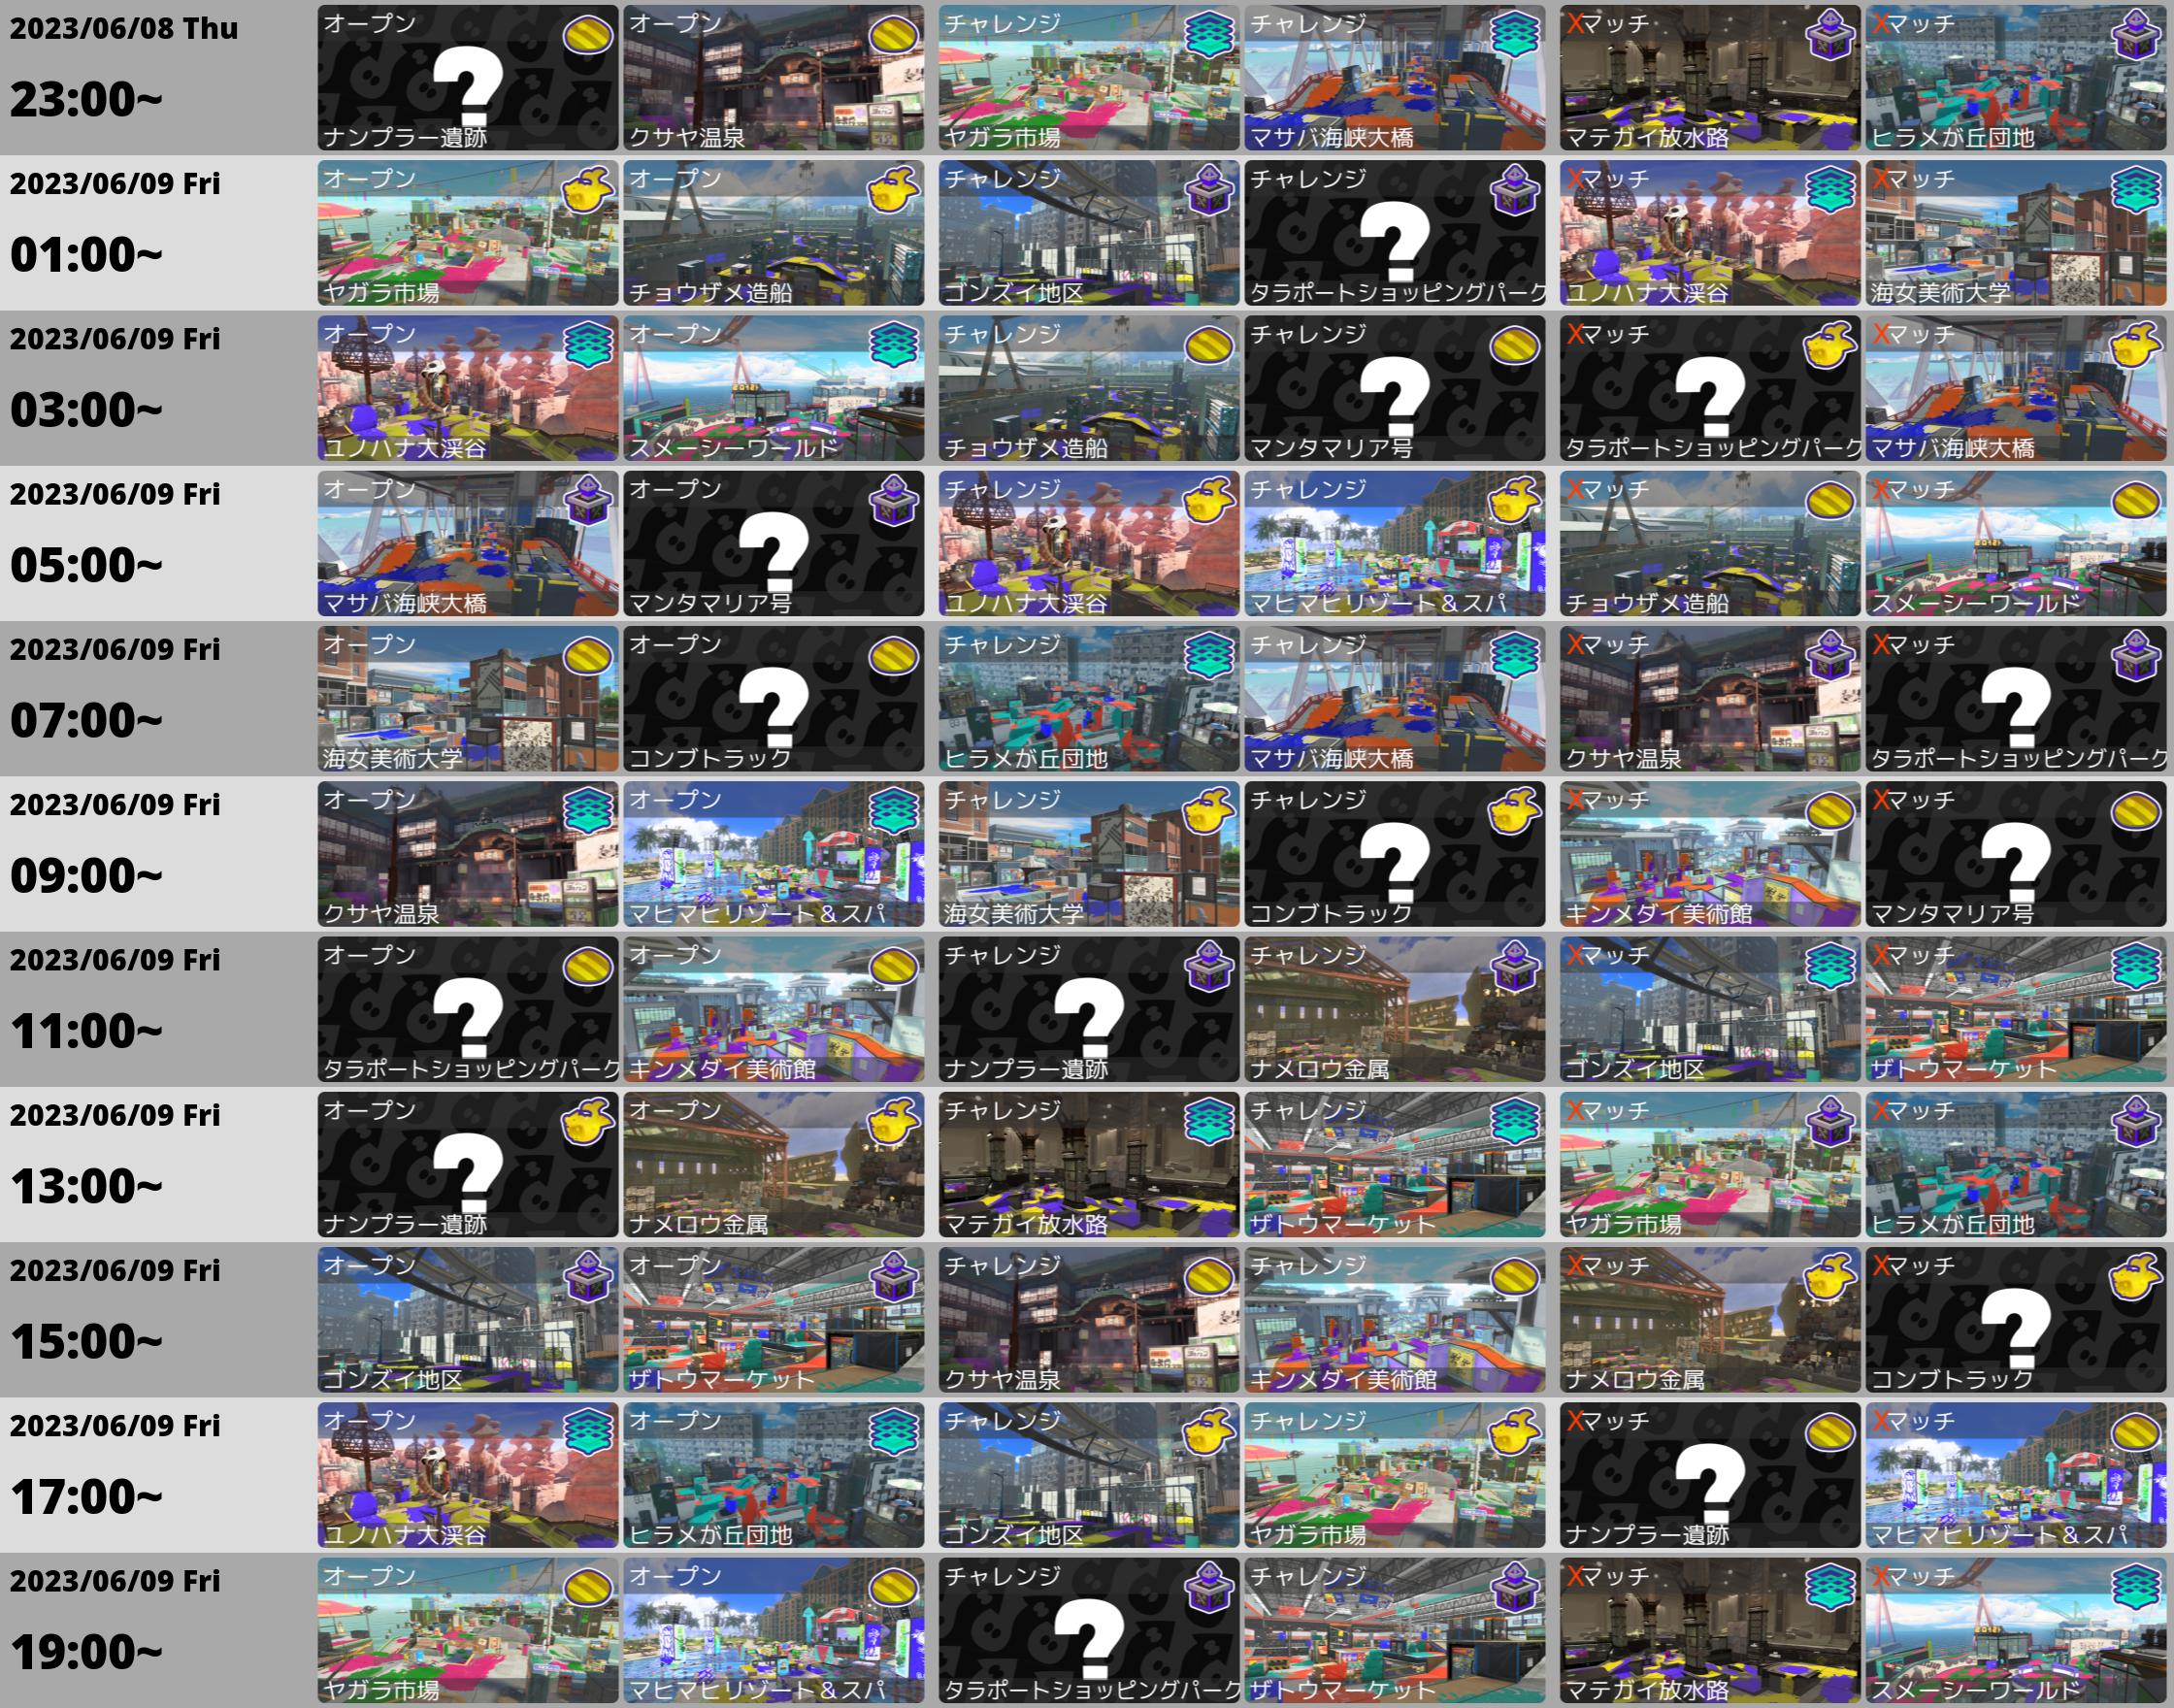 2023/06/08 Thu
23:00~
オープン オープン チャレンジ チャレンジ Xマッチ Xマッチ
?
ナンプラー遺跡 クサヤ温泉 ヤガラ市場 マサバ海峡大橋 マテガイ放水路 ヒラメが丘団地
2023/06/09 Fri
01:00~
オープン オープン チャレンジ チャレンジ Xマッチ Xマッチ
?
ヤガラ市場 チョウザメ造船 ゴンズイ地区 タラポートショッピングパーク ユノハナ大渓谷 海女美術大学
2023/06/09 Fri
03:00~
オープン オープン チャレンジ チャレンジ Xマッチ Xマッチ
? ?
ユノハナ大渓谷 スメーシーワールド チョウザメ造船 マンタマリア号 タラポートショッピングパーク マサバ海峡大橋
2023/06/09 Fri
05:00~
オープン オープン チャレンジ チャレンジ Xマッチ Xマッチ
?
マサバ海峡大橋 マンタマリア号 ユノハナ大渓谷 マヒマヒリゾート＆スパ チョウザメ造船 スメーシーワールド
2023/06/09 Fri
07:00~
オープン オープン チャレンジ チャレンジ Xマッチ Xマッチ
? ?
海女美術大学 コンブトラック ヒラメが丘団地 マサバ海峡大橋 クサヤ温泉 タラポートショッピングパーク
2023/06/09 Fri
09:00~
オープン オープン チャレンジ チャレンジ Xマッチ Xマッチ
? ?
クサヤ温泉 マヒマヒリゾート＆スパ 海女美術大学 コンブトラック キンメダイ美術館 マンタマリア号
2023/06/09 Fri
11:00~
オープン オープン チャレンジ チャレンジ Xマッチ Xマッチ
? ?
タラポートショッピングパーク キンメダイ美術館 ナンプラー遺跡 ナメロウ金属 ゴンズイ地区 ザトウマーケット
2023/06/09 Fri
13:00~
オープン オープン チャレンジ チャレンジ Xマッチ Xマッチ
?
ナンプラー遺跡 ナメロウ金属 マテガイ放水路 ザトウマーケット ヤガラ市場 ヒラメが丘団地
2023/06/09 Fri
15:00~
オープン オープン チャレンジ チャレンジ Xマッチ Xマッチ
?
ゴンズイ地区 ザトウマーケット クサヤ温泉 キンメダイ美術館 ナメロウ金属 コンブトラック
2023/06/09 Fri
17:00~
オープン オープン チャレンジ チャレンジ Xマッチ Xマッチ
?
ユノハナ大渓谷 ヒラメが丘団地 ゴンズイ地区 ヤガラ市場 ナンプラー遺跡 マヒマヒリゾート＆スパ
2023/06/09 Fri
19:00~
オープン オープン チャレンジ チャレンジ Xマッチ Xマッチ
?
ヤガラ市場 マヒマヒリゾート＆スパ タラポートショッピングパーク ザトウマーケット マテガイ放水路 スメーシーワールド